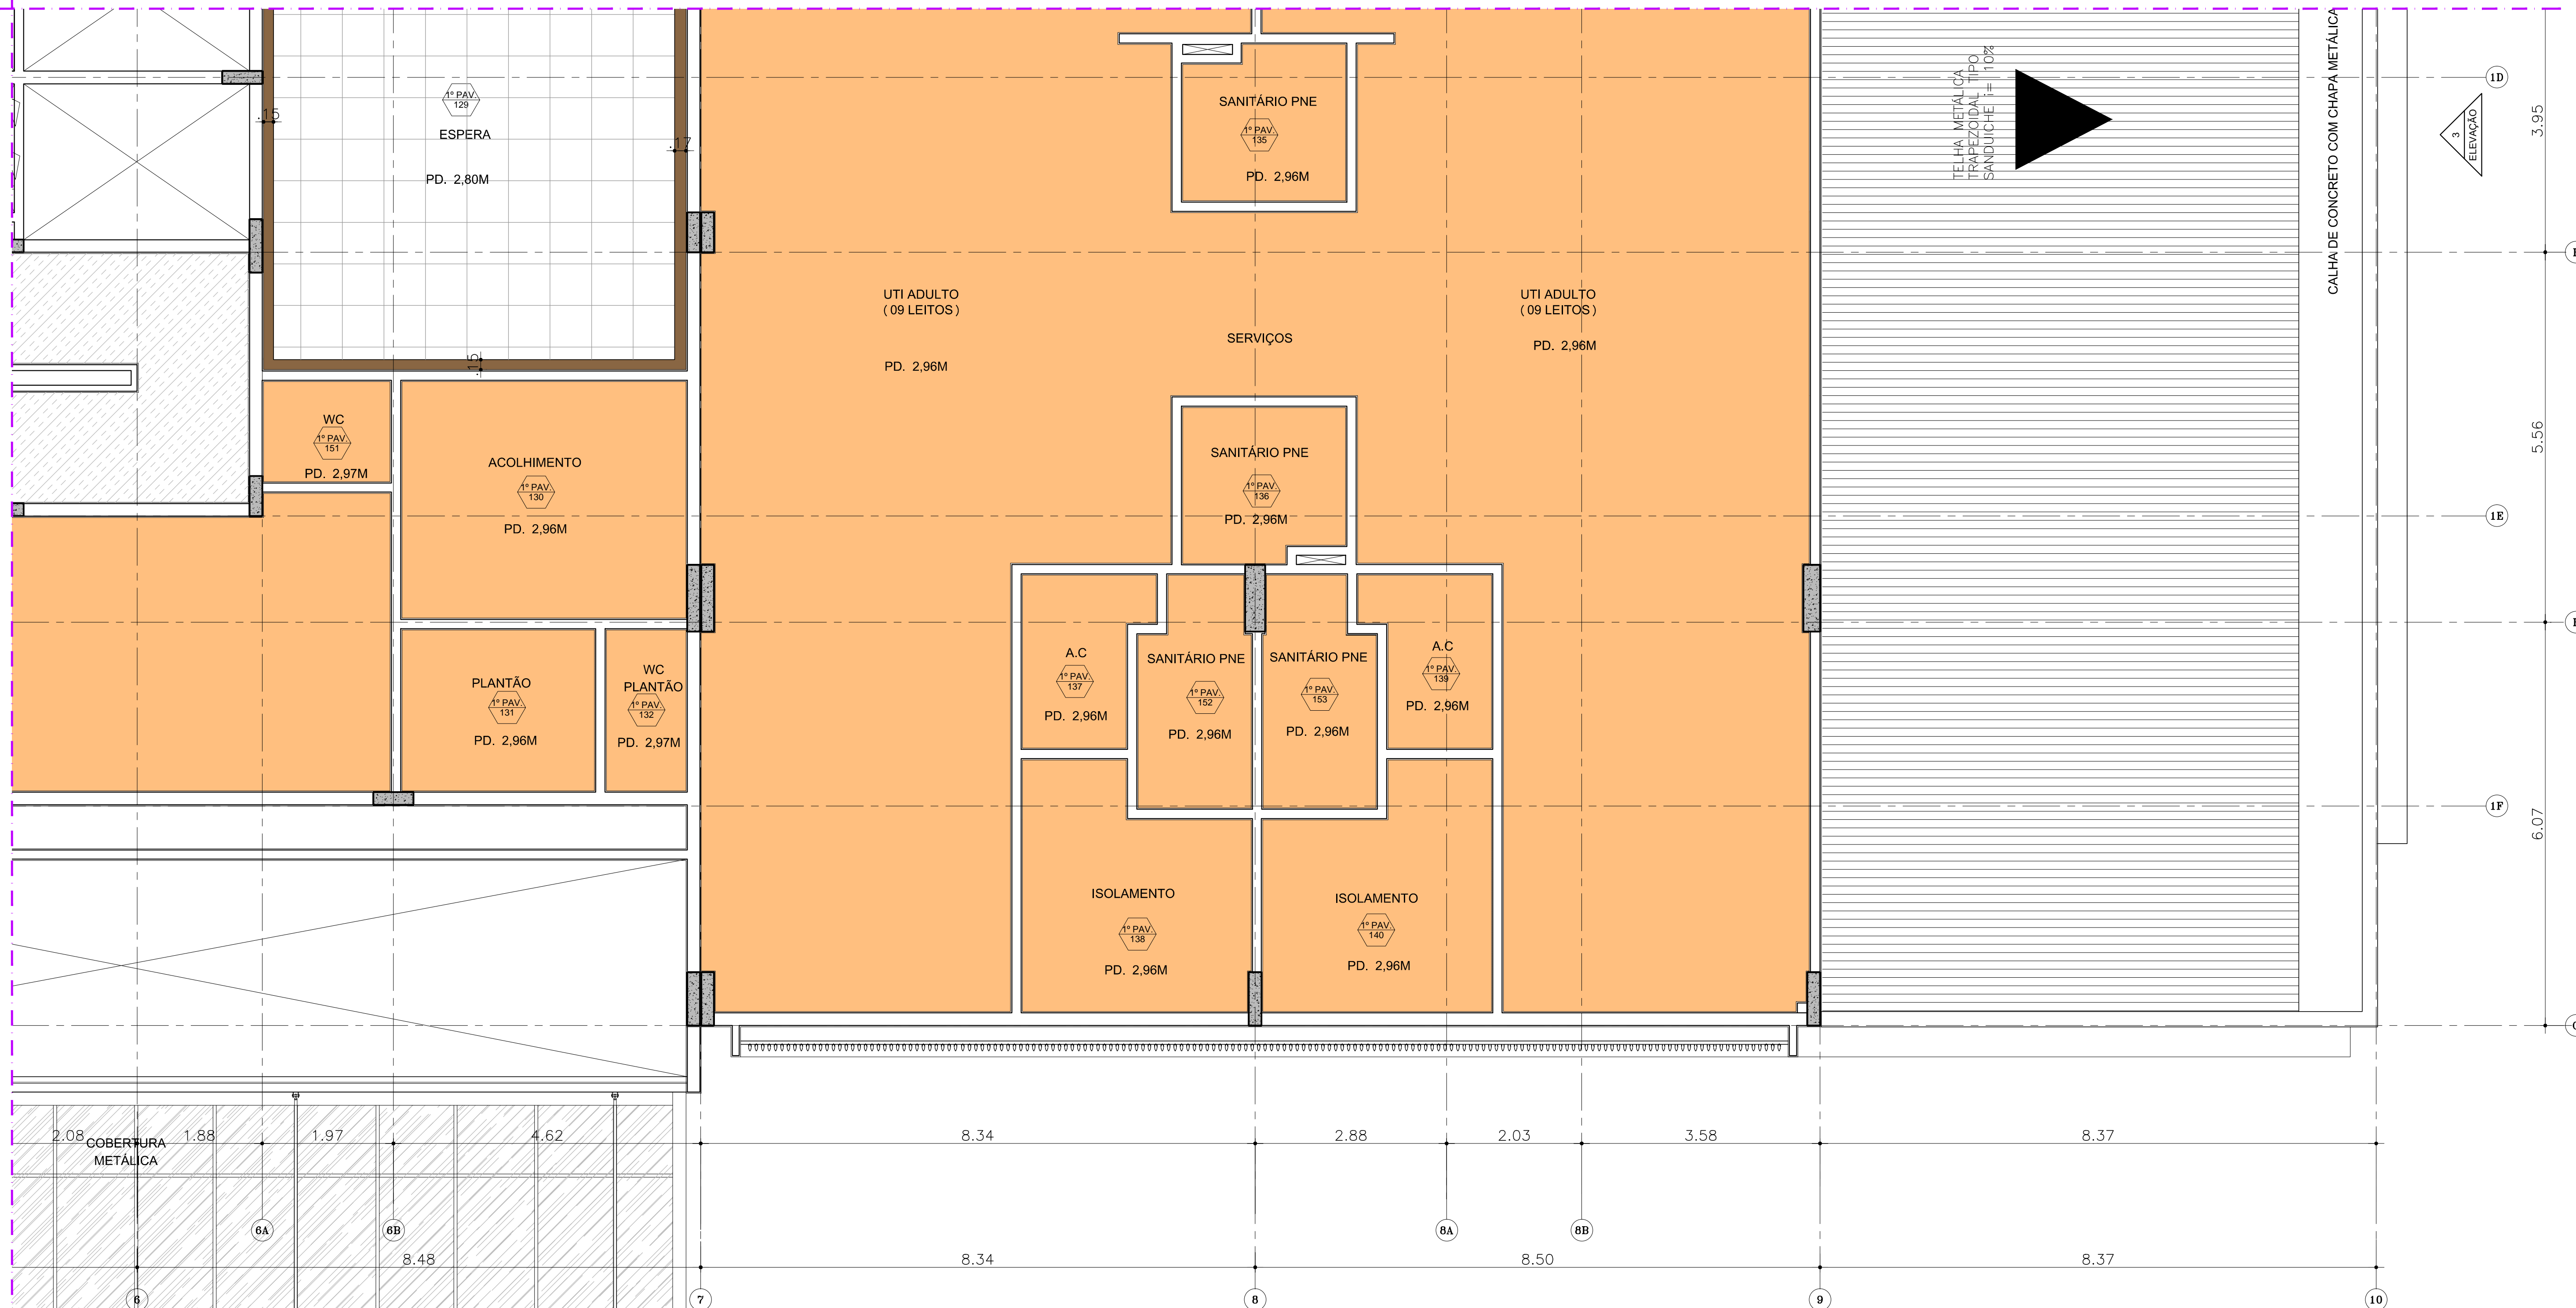 1º PAV.
129
ESPERA
PD. 2,80M
.15
.17
.15
SANITÁRIO PNE
1º PAV.
135
PD. 2,96M
TELHA METÁLICA
TRAPEZOIDAL TIPO
SANDUICHE i= 10%
CALHA DE CONCRETO COM CHAPA METÁLICA
1D
3
ELEVAÇÃO
3.95
UTI ADULTO
( 09 LEITOS )
PD. 2,96M
SERVIÇOS
UTI ADULTO
( 09 LEITOS )
PD. 2,96M
WC
1º PAV.
151
PD. 2,97M
ACOLHIMENTO
1º PAV.
130
PD. 2,96M
SANITÁRIO PNE
1º PAV.
136
PD. 2,96M
5.56
1E
PLANTÃO
1º PAV.
131
PD. 2,96M
WC
PLANTÃO
1º PAV.
132
PD. 2,97M
A.C
1º PAV.
137
PD. 2,96M
SANITÁRIO PNE
1º PAV.
152
PD. 2,96M
SANITÁRIO PNE
1º PAV.
153
PD. 2,96M
A.C
1º PAV.
139
PD. 2,96M
1F
6.07
ISOLAMENTO
1º PAV.
138
PD. 2,96M
ISOLAMENTO
1º PAV.
140
PD. 2,96M
2.08
1.88
1.97
4.62
8.34
2.88
2.03
3.58
8.37
COBERTURA
METÁLICA
6A
6B
8A
8B
8.48
8.34
8.50
8.37
6
7
8
9
10